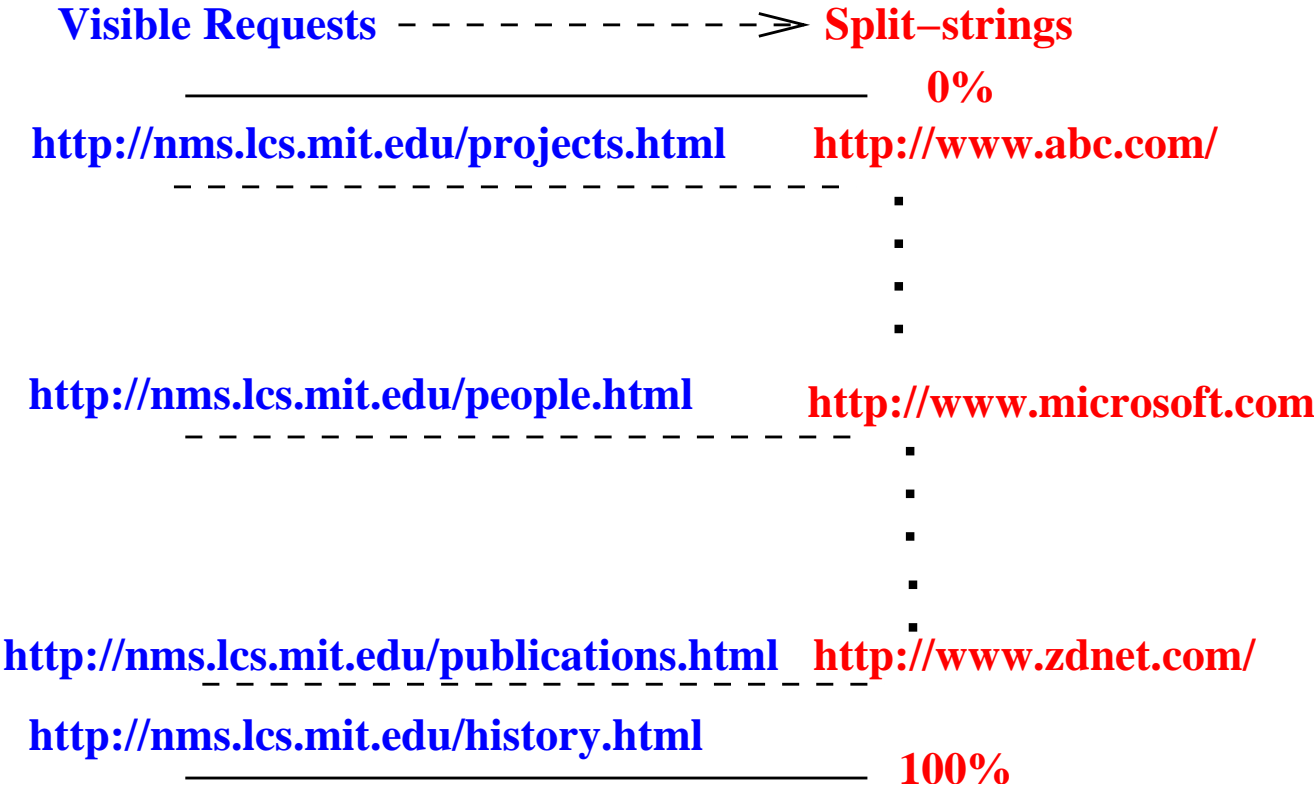 Visible Requests Split–strings
0%
http://nms.lcs.mit.edu/projects.html http://www.abc.com/
http://nms.lcs.mit.edu/people.html http://www.microsoft.com
http://nms.lcs.mit.edu/publications.html http://www.zdnet.com/
http://nms.lcs.mit.edu/history.html
100%